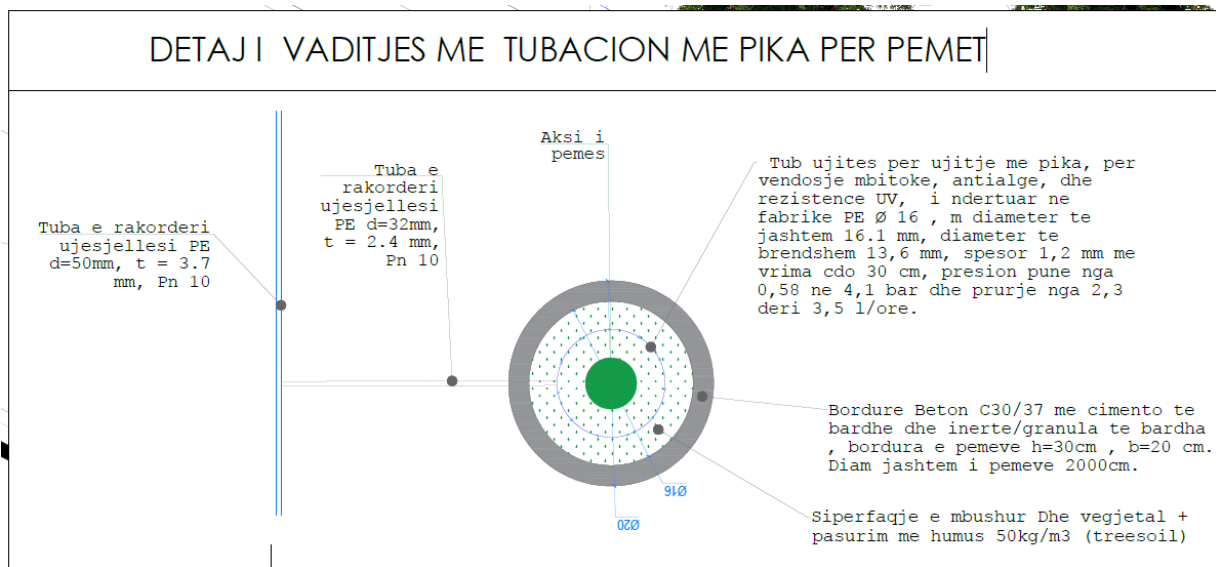 DETAJ I VADITJES ME TUBACION ME PIKA PER PEMET
Tuba e rakorderi
ujesjellesi PE
d=50mm, t = 3.7
mm, Pn 10
Tuba e
rakorderi
ujesjellesi
PE d=32mm,
t = 2.4 mm,
Pn 10
Aksi i
pemes
Tub ujites per ujitje me pika, per
vendosje mbitoke, antialge, dhe
rezistence UV, i ndertuar ne
fabrike PE Ø 16 , m diameter te
jashtem 16.1 mm, diameter te
brendshem 13,6 mm, spesor 1,2 mm me
vrima cdo 30 cm, presion pune nga
0,58 ne 4,1 bar dhe prurje nga 2,3
deri 3,5 l/ore.
Bordure Beton C30/37 me cimento te
bardhe dhe inerte/granula te bardha
, bordura e pemeve h=30cm , b=20 cm.
Diam jashtem i pemeve 2000cm.
Ø16
Ø20
Siperfaqje e mbushur Dhe vegjetal +
pasurim me humus 50kg/m3 (treesoil)